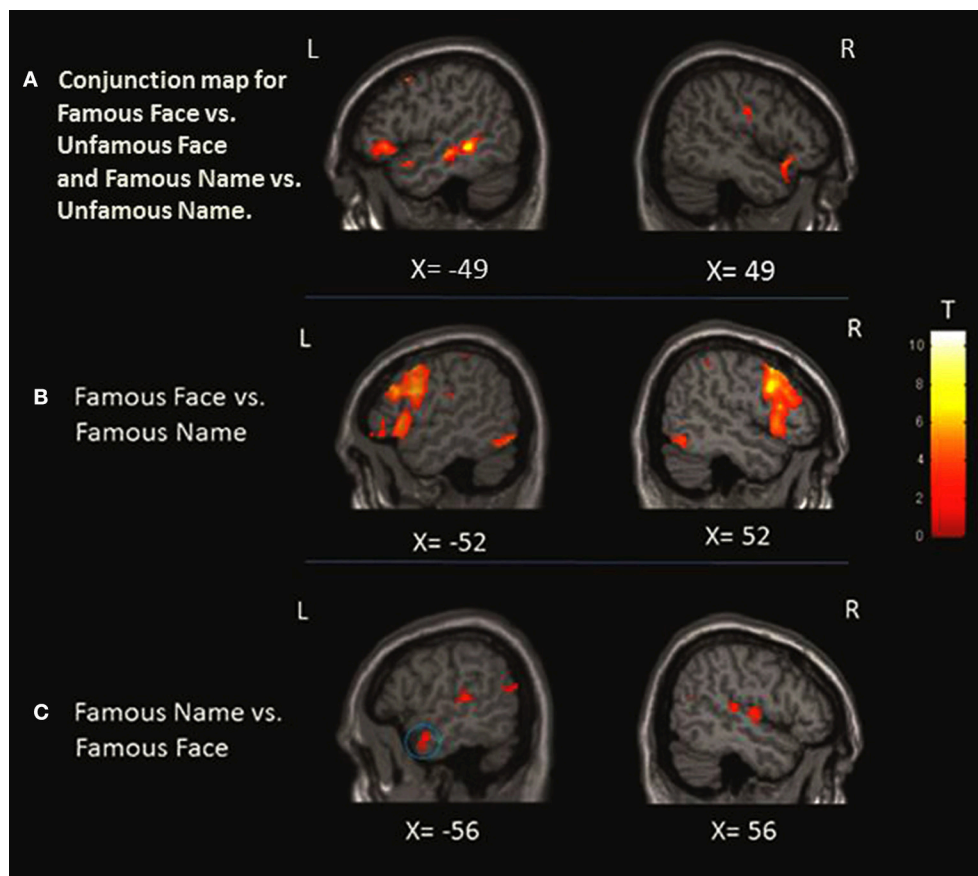 L
R
A Conjunction map for
Famous Face vs.
Unfamous Face
and Famous Name vs.
Unfamous Name.
X= -49
X= 49
L
R
T
10
8
6
4
2
0
B Famous Face vs.
Famous Name
X= -52
X= 52
L
R
C Famous Name vs.
Famous Face
X= -56
X= 56